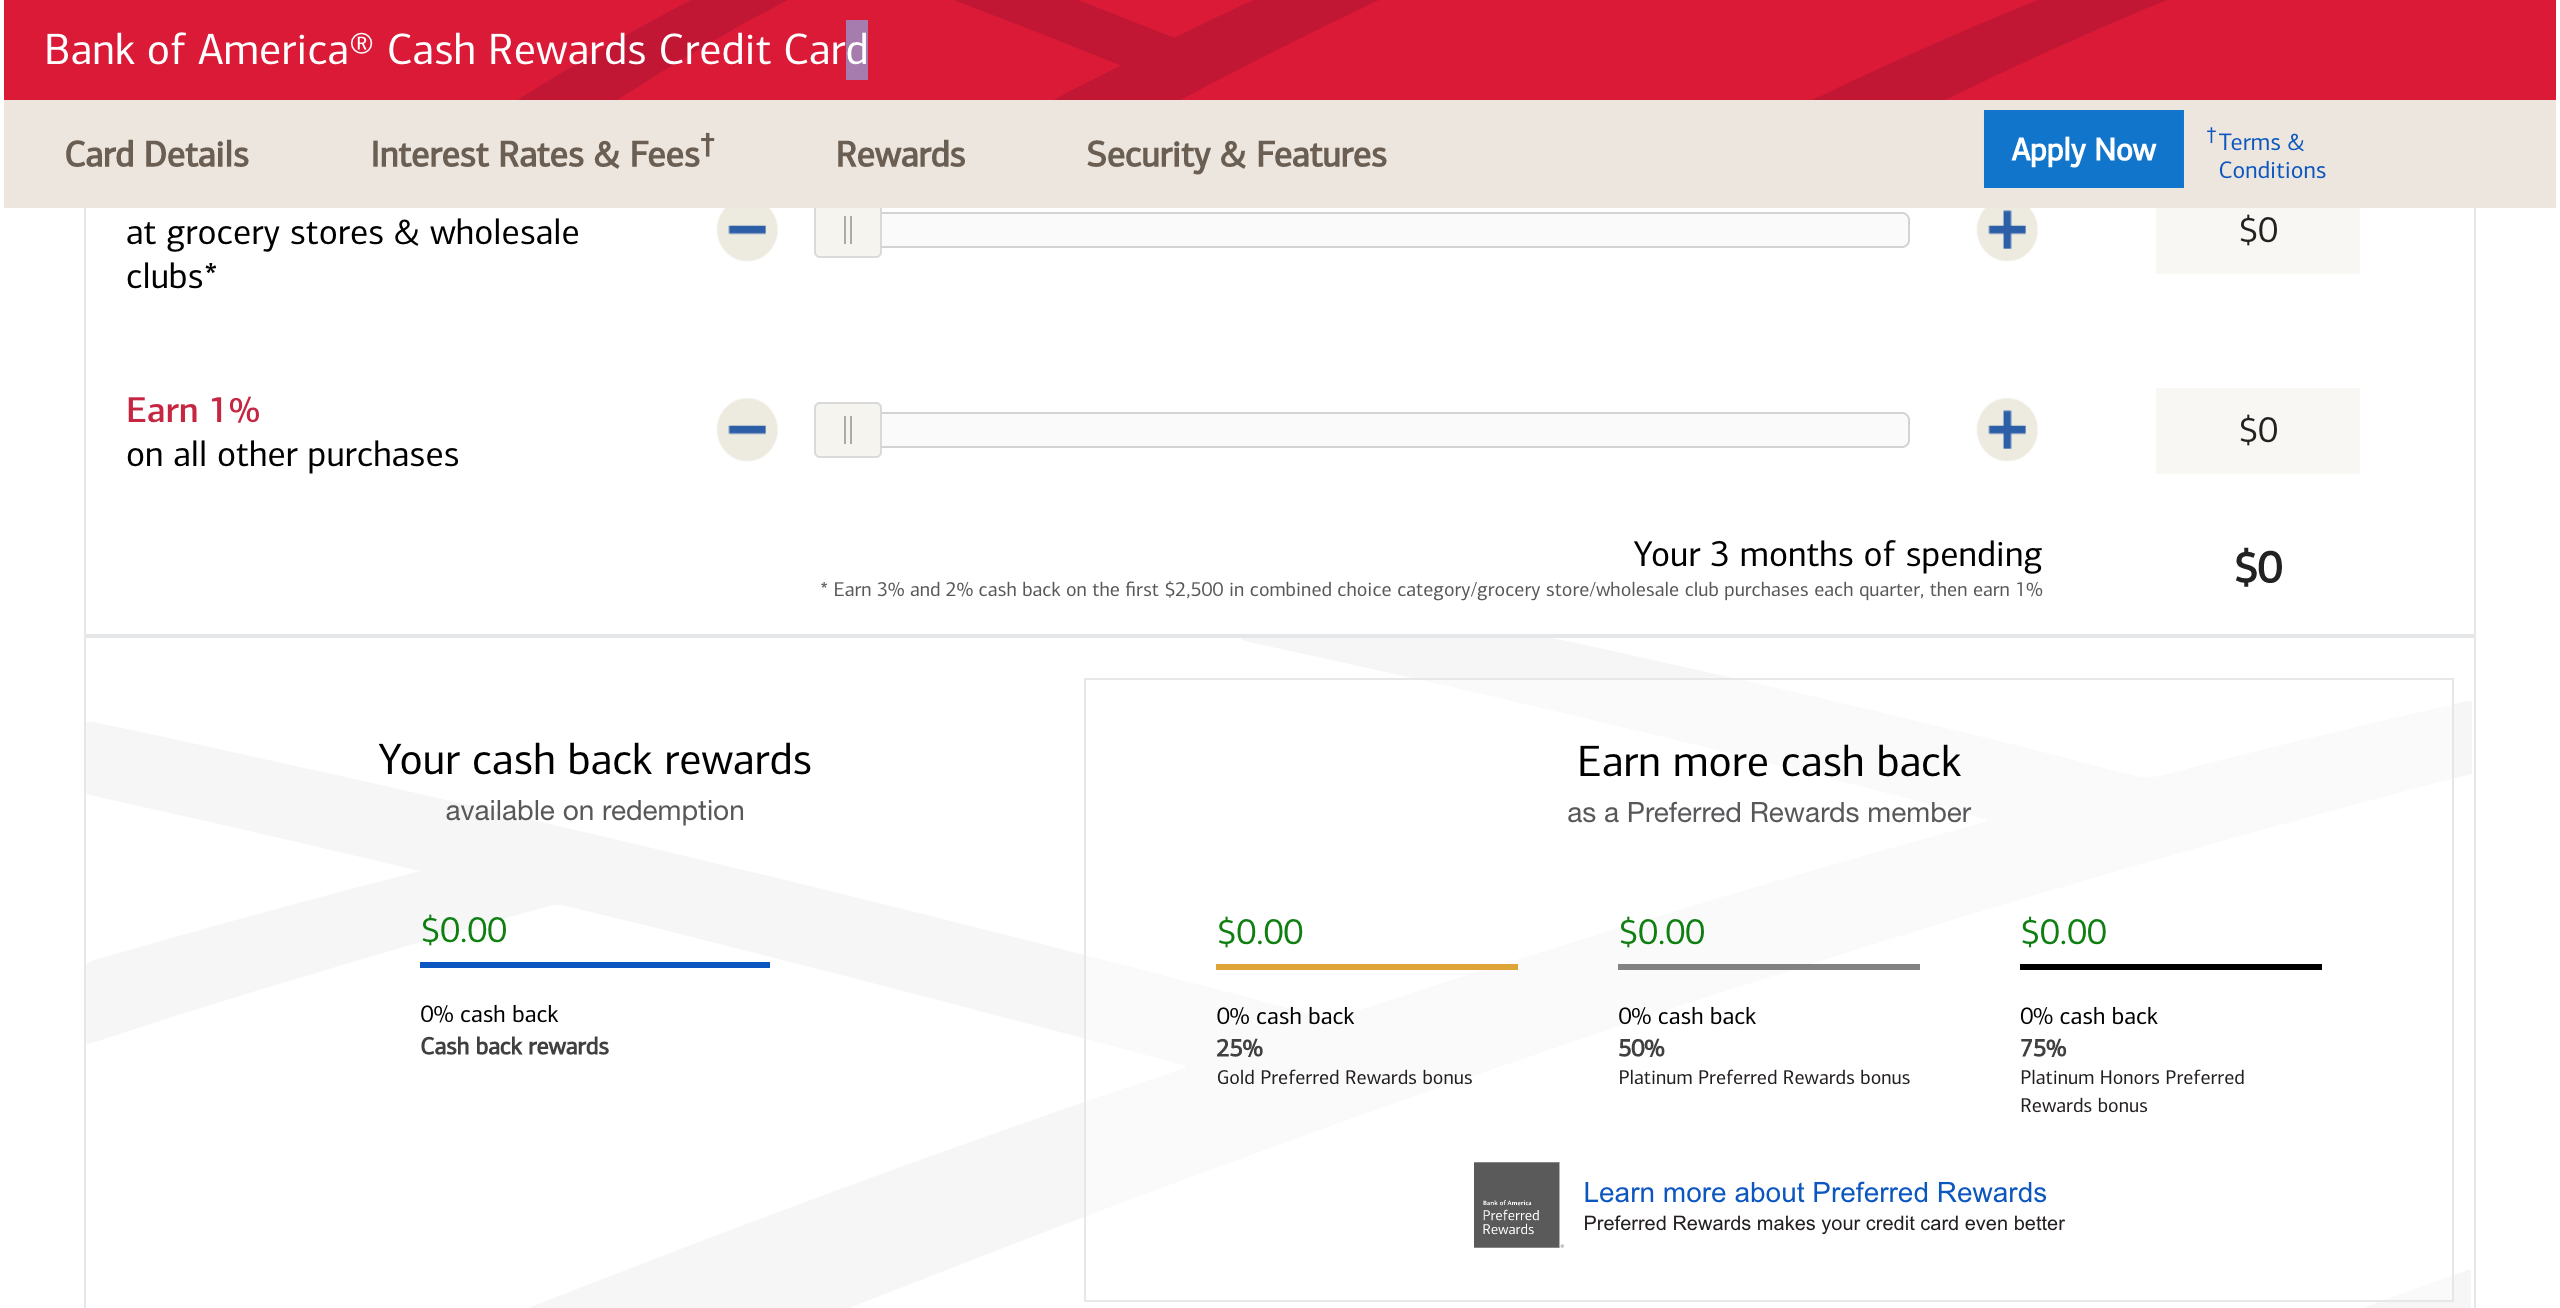 Bank of America® Cash Rewards Credit Card
Card Details
Interest Rates & Fees†
Rewards
Security & Features
Apply Now
†Terms &
Conditions
at grocery stores & wholesale
clubs*
$0
Earn 1%
on all other purchases
$0
Your 3 months of spending
$0
* Earn 3% and 2% cash back on the first $2,500 in combined choice category/grocery store/wholesale club purchases each quarter, then earn 1%
Your cash back rewards
available on redemption
$0.00
0% cash back
Cash back rewards
Earn more cash back
as a Preferred Rewards member
$0.00
0% cash back
25%
Gold Preferred Rewards bonus
$0.00
0% cash back
50%
Platinum Preferred Rewards bonus
$0.00
0% cash back
75%
Platinum Honors Preferred
Rewards bonus
Bank of America
Preferred
Rewards
Learn more about Preferred Rewards
Preferred Rewards makes your credit card even better